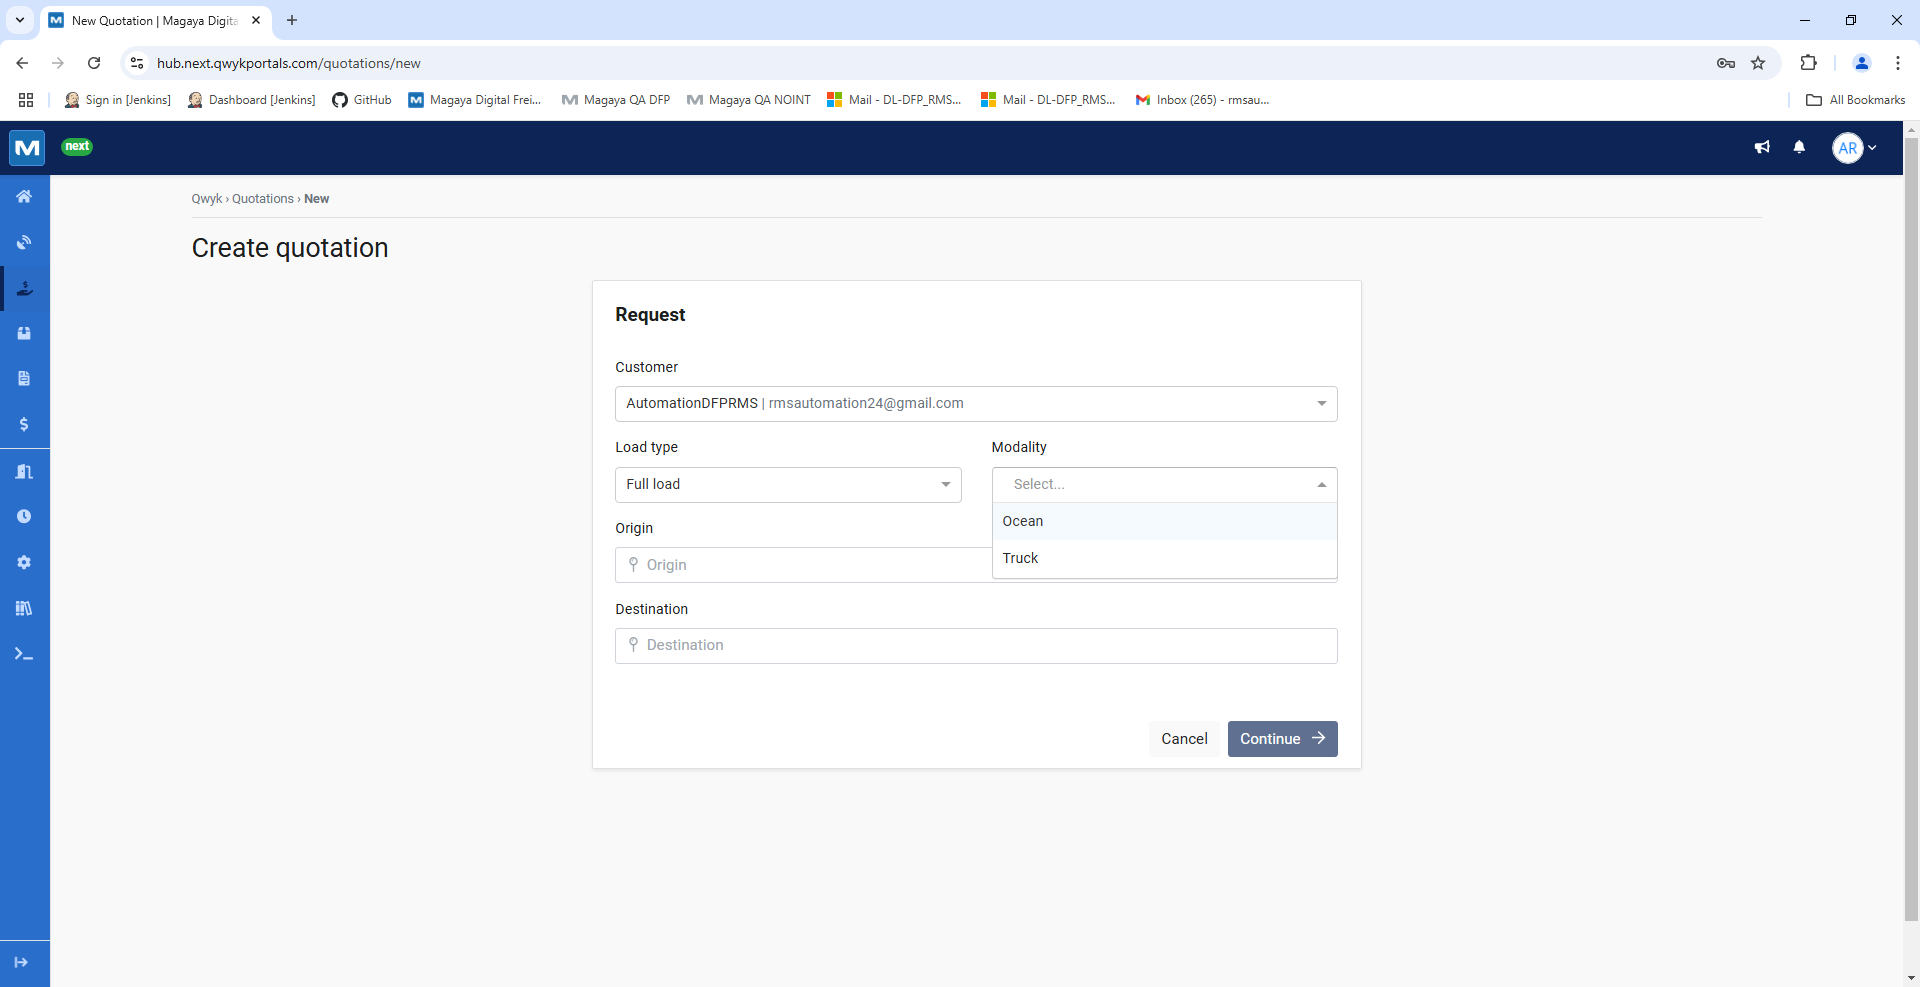 New Quotation | Magaya Digita
hub.next.qwykportals.com/quotations/new
Sign in [Jenkins]
Dashboard [Jenkins]
GitHub
Magaya Digital Frei...
Magaya QA DFP
Magaya QA NOINT
Mail - DL-DFP_RMS...
Mail - DL-DFP_RMS...
Inbox (265) - rmsau...
All Bookmarks
next
AR
Qwyk › Quotations › New
Create quotation
Request
Customer
AutomationDFPRMS | rmsautomation24@gmail.com
Load type
Modality
Full load
Select...
Ocean
Truck
Origin
Origin
Destination
Destination
Cancel
Continue